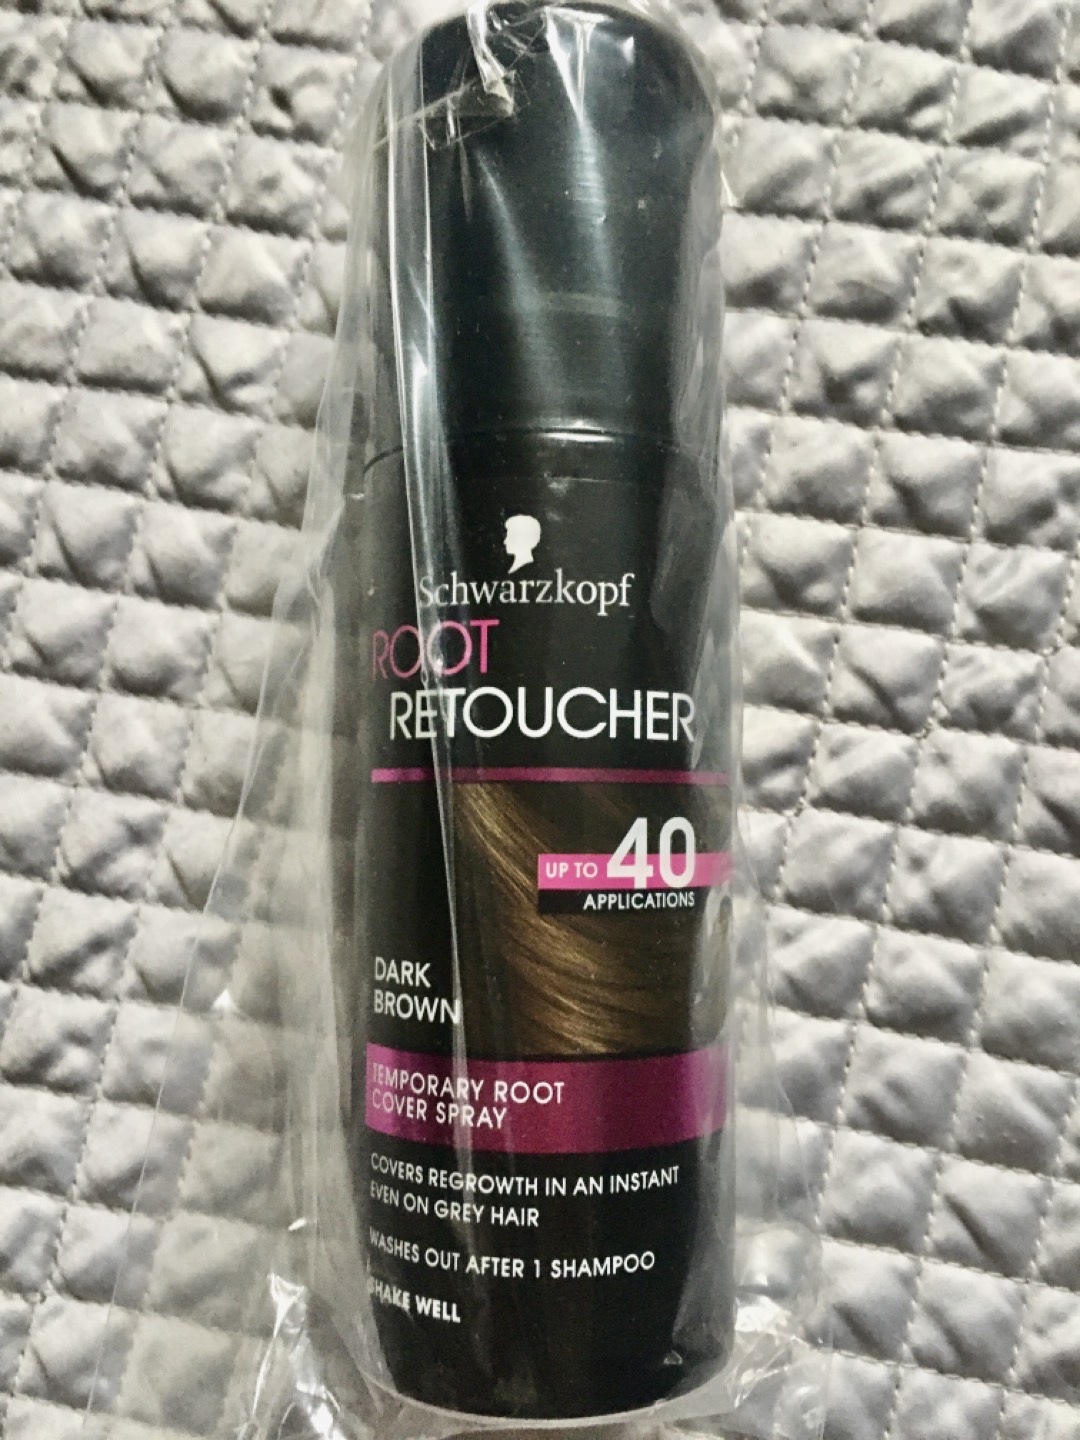 Schwarzkopf
ROOT
RETOUCHER
UP TO 40
APPLICATIONS
DARK
BROWN
TEMPORARY ROOT
COVER SPRAY
COVERS REGROWTH IN AN INSTANT
EVEN ON GREY HAIR
WASHES OUT AFTER 1 SHAMPOO
SHAKE WELL